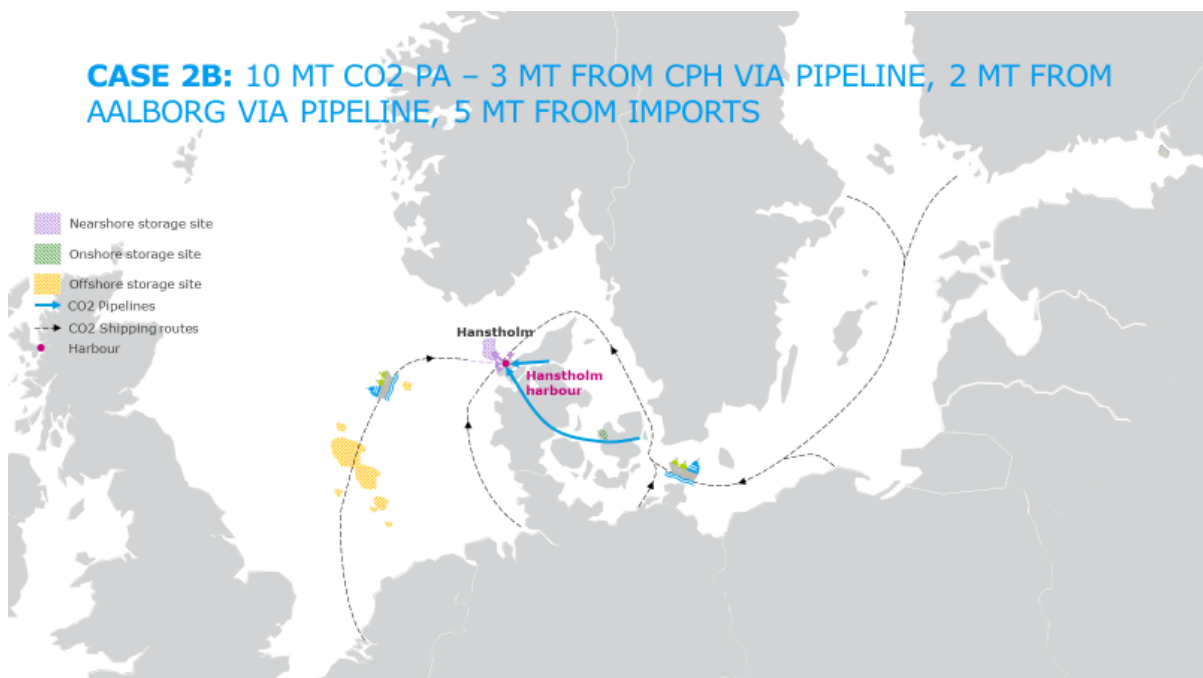 CASE 2B: 10 MT CO2 PA – 3 MT FROM CPH VIA PIPELINE, 2 MT FROM
AALBORG VIA PIPELINE, 5 MT FROM IMPORTS
Nearshore storage site
Onshore storage site
Offshore storage site
CO2 Pipelines
CO2 Shipping routes
Harbour
Hanstholm
Hanstholm
harbour